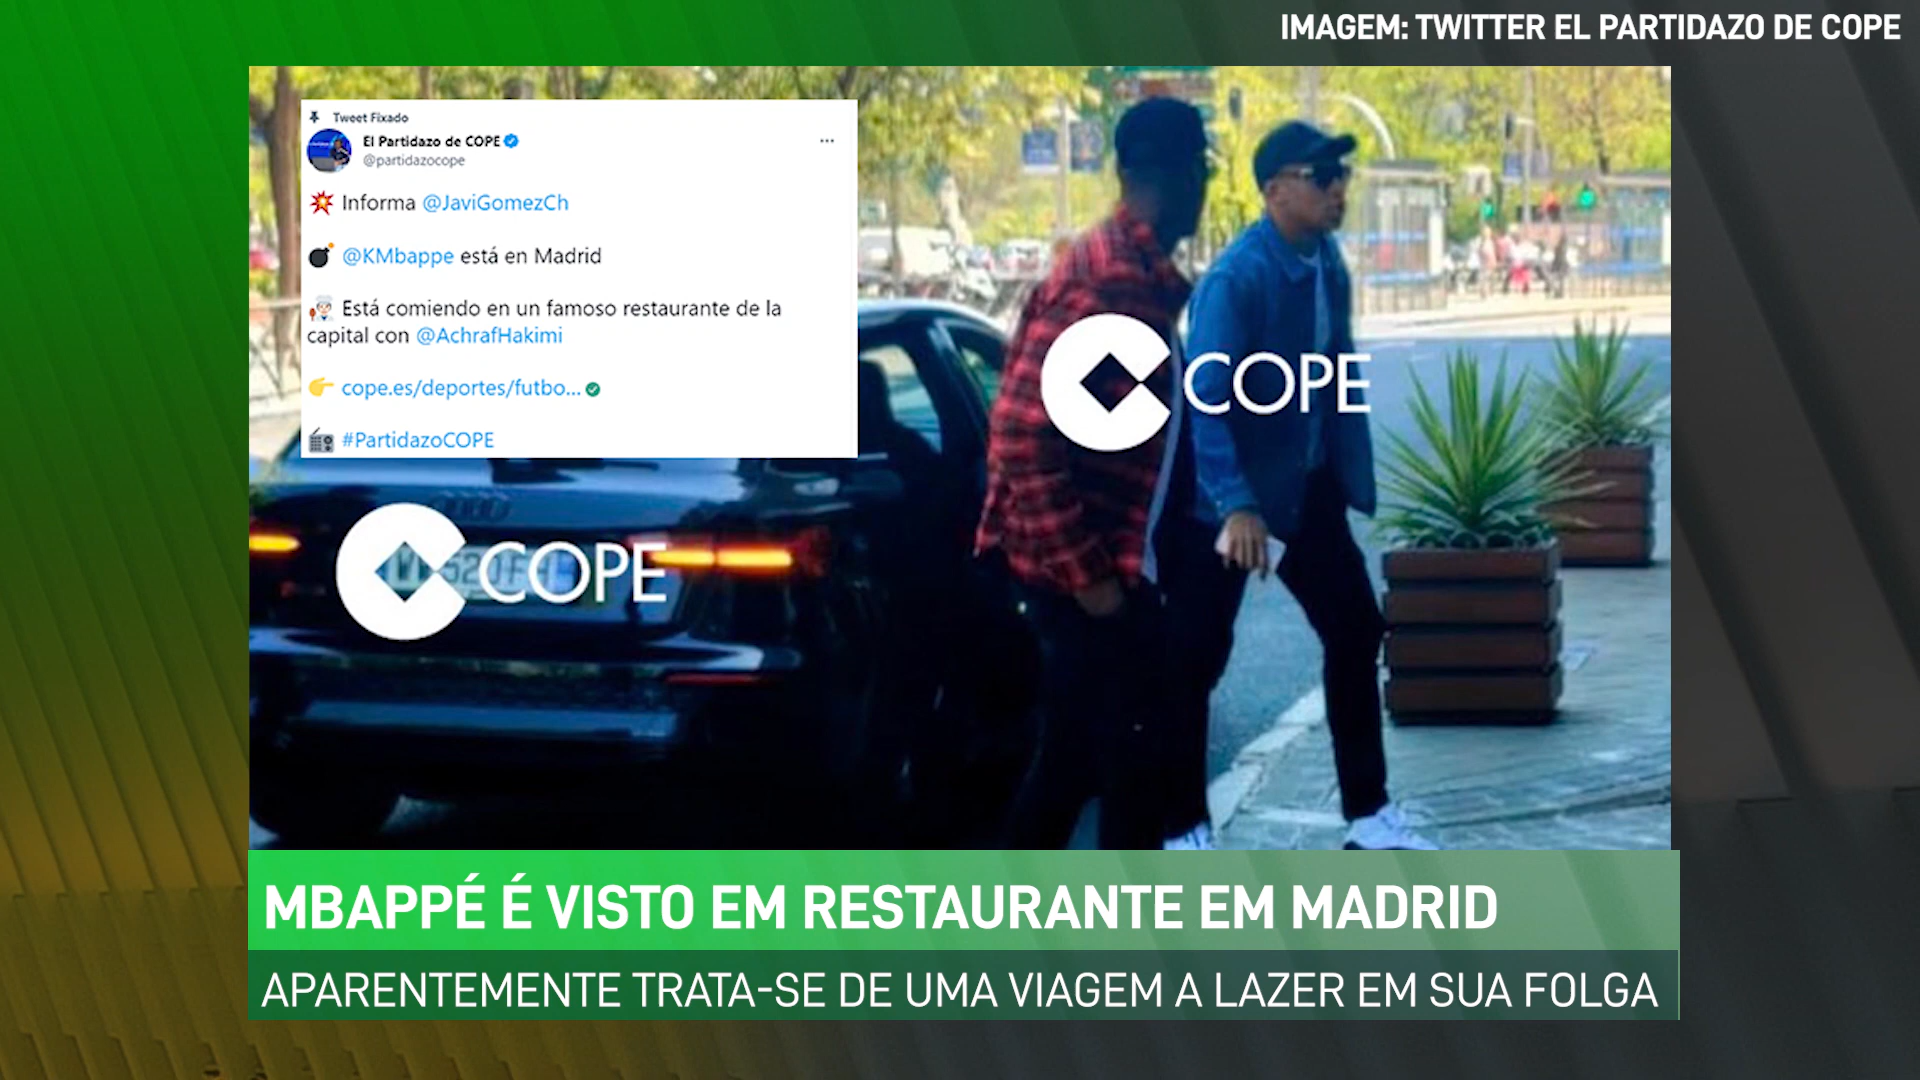 IMAGEM: TWITTER EL PARTIDAZO DE COPE
Tweet Fixado
El Partidazo de COPE
@partidazocope
Informa @JaviGomezCh
@KMbappe está en Madrid
Está comiendo en un famoso restaurante de la
capital con @AchrafHakimi
cope.es/deportes/futbo...
#PartidazoCOPE
COPE
COPE
MBAPPÉ É VISTO EM RESTAURANTE EM MADRID
APARENTEMENTE TRATA-SE DE UMA VIAGEM A LAZER EM SUA FOLGA